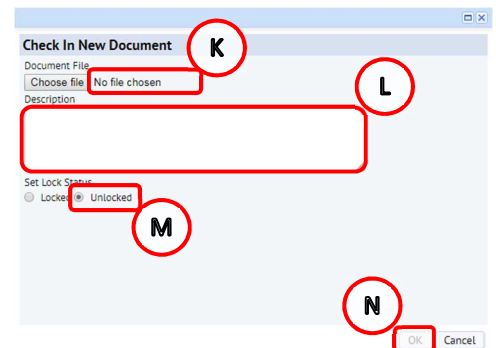 Check In New Document
K
Document File
Choose file No file chosen
L
Description
Set Lock Status
Locked Unlocked
M
N
OK Cancel